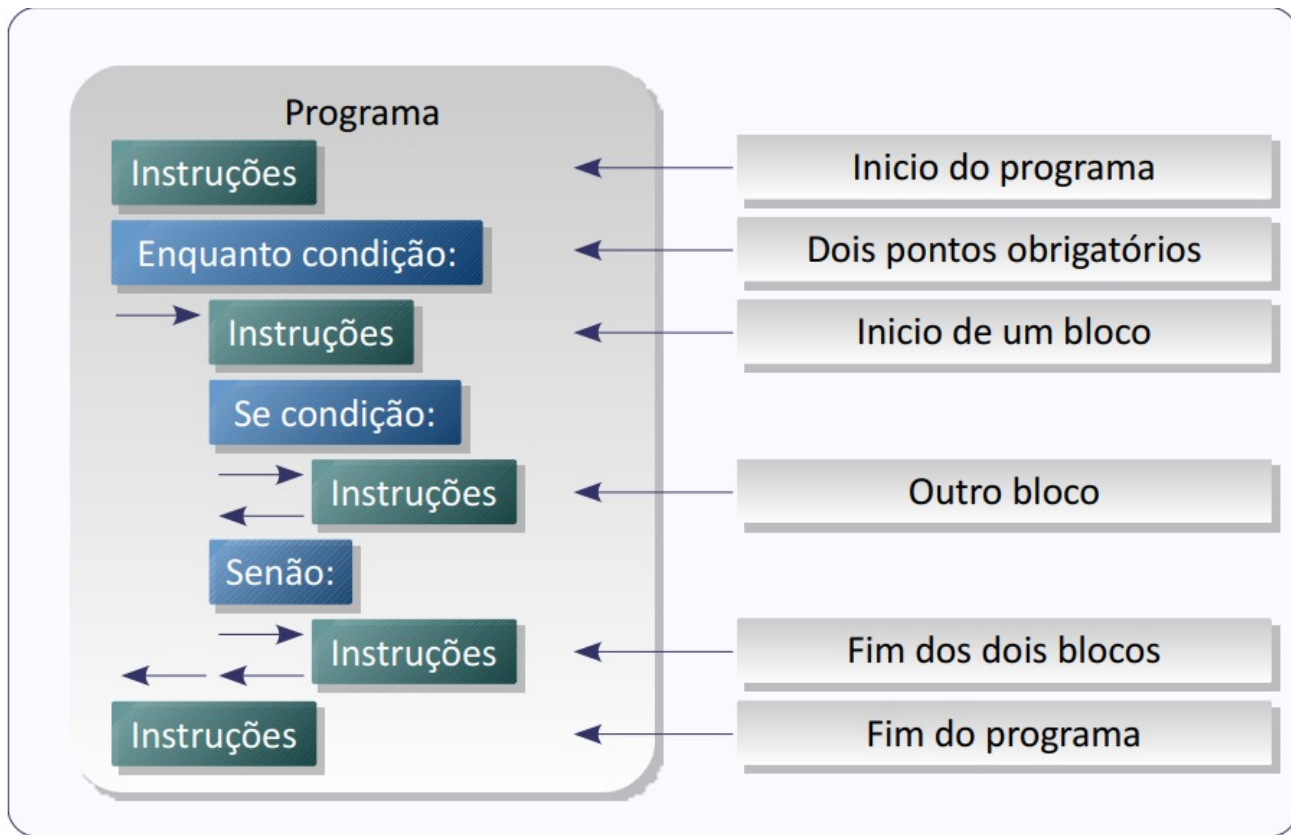 Programa
Instruções
Inicio do programa
Enquanto condição:
Dois pontos obrigatórios
Instruções
Inicio de um bloco
Se condição:
Instruções
Outro bloco
Senão:
Instruções
Fim dos dois blocos
Instruções
Fim do programa